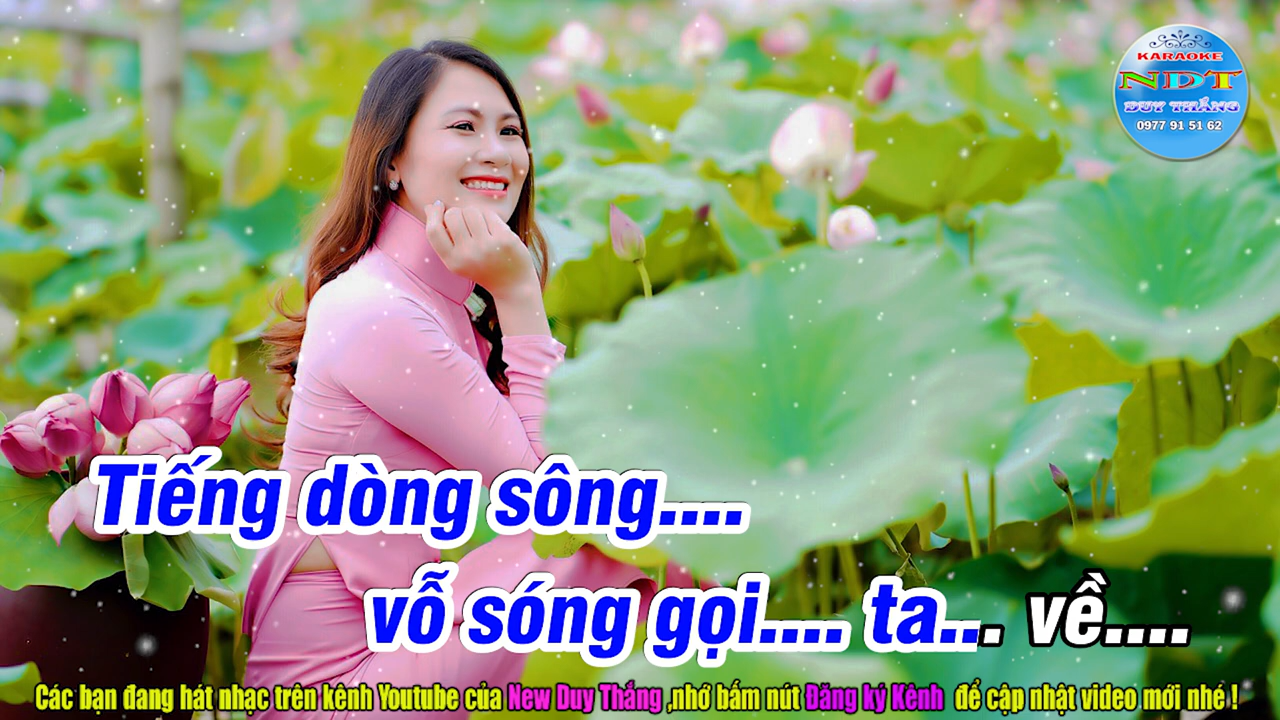 KARAOKE
NDT
DUY THẮNG
0977 91 51 62
Tiếng dòng sông....
vỗ sóng gọi.... ta... về....
Các bạn đang hát nhạc trên kênh Youtube của New Duy Thắng ,nhớ bấm nút Đăng ký Kênh để cập nhật video mới nhé !